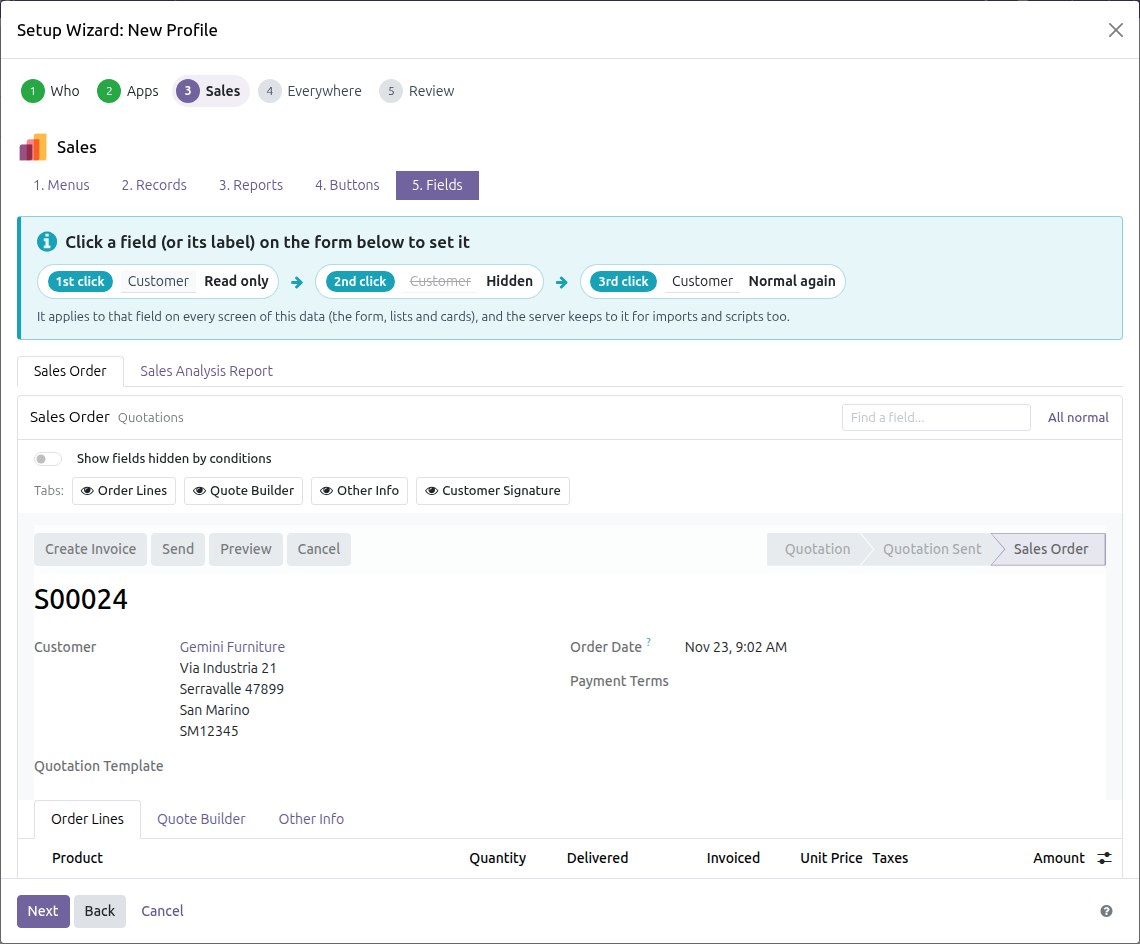 Setup Wizard: New Profile
1 Who 2 Apps 3 Sales 4 Everywhere 5 Review
Sales
1. Menus 2. Records 3. Reports 4. Buttons 5. Fields
Click a field (or its label) on the form below to set it
1st click Customer Read only 2nd click Customer Hidden 3rd click Customer Normal again
It applies to that field on every screen of this data (the form, lists and cards), and the server keeps to it for imports and scripts too.
Sales Order Sales Analysis Report
Sales Order Quotations Find a field... All normal
Show fields hidden by conditions
Tabs: Order Lines Quote Builder Other Info Customer Signature
Create Invoice Send Preview Cancel Quotation Quotation Sent Sales Order
S00024
Customer Gemini Furniture Order Date ? Nov 23, 9:02 AM
Via Industria 21
Serravalle 47899 Payment Terms
San Marino
SM12345
Quotation Template
Order Lines Quote Builder Other Info
Product Quantity Delivered Invoiced Unit Price Taxes Amount
Next Back Cancel ?